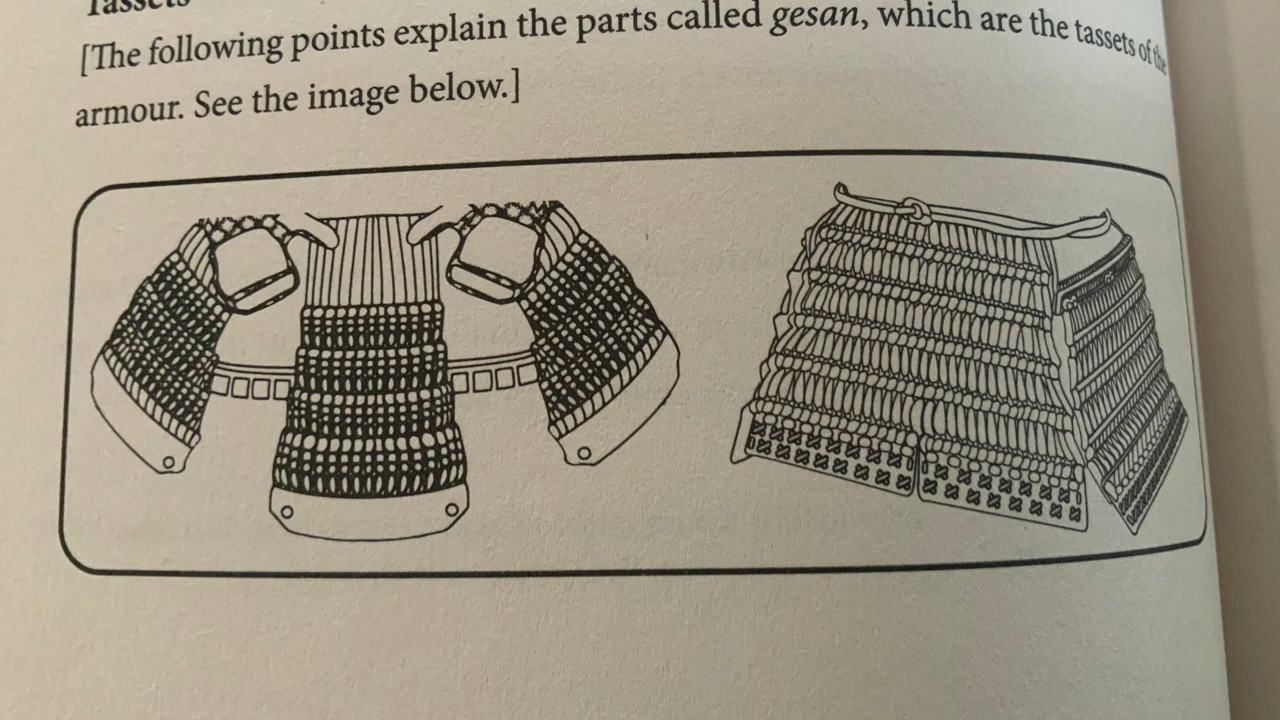 Tassets
[The following points explain the parts called gesan, which are the tassets of the
armour. See the image below.]